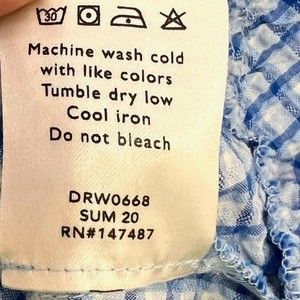 30
Machine wash cold
with like colors
Tumble dry low
Cool iron
Do not bleach
DRW0668
SUM 20
RN#147487